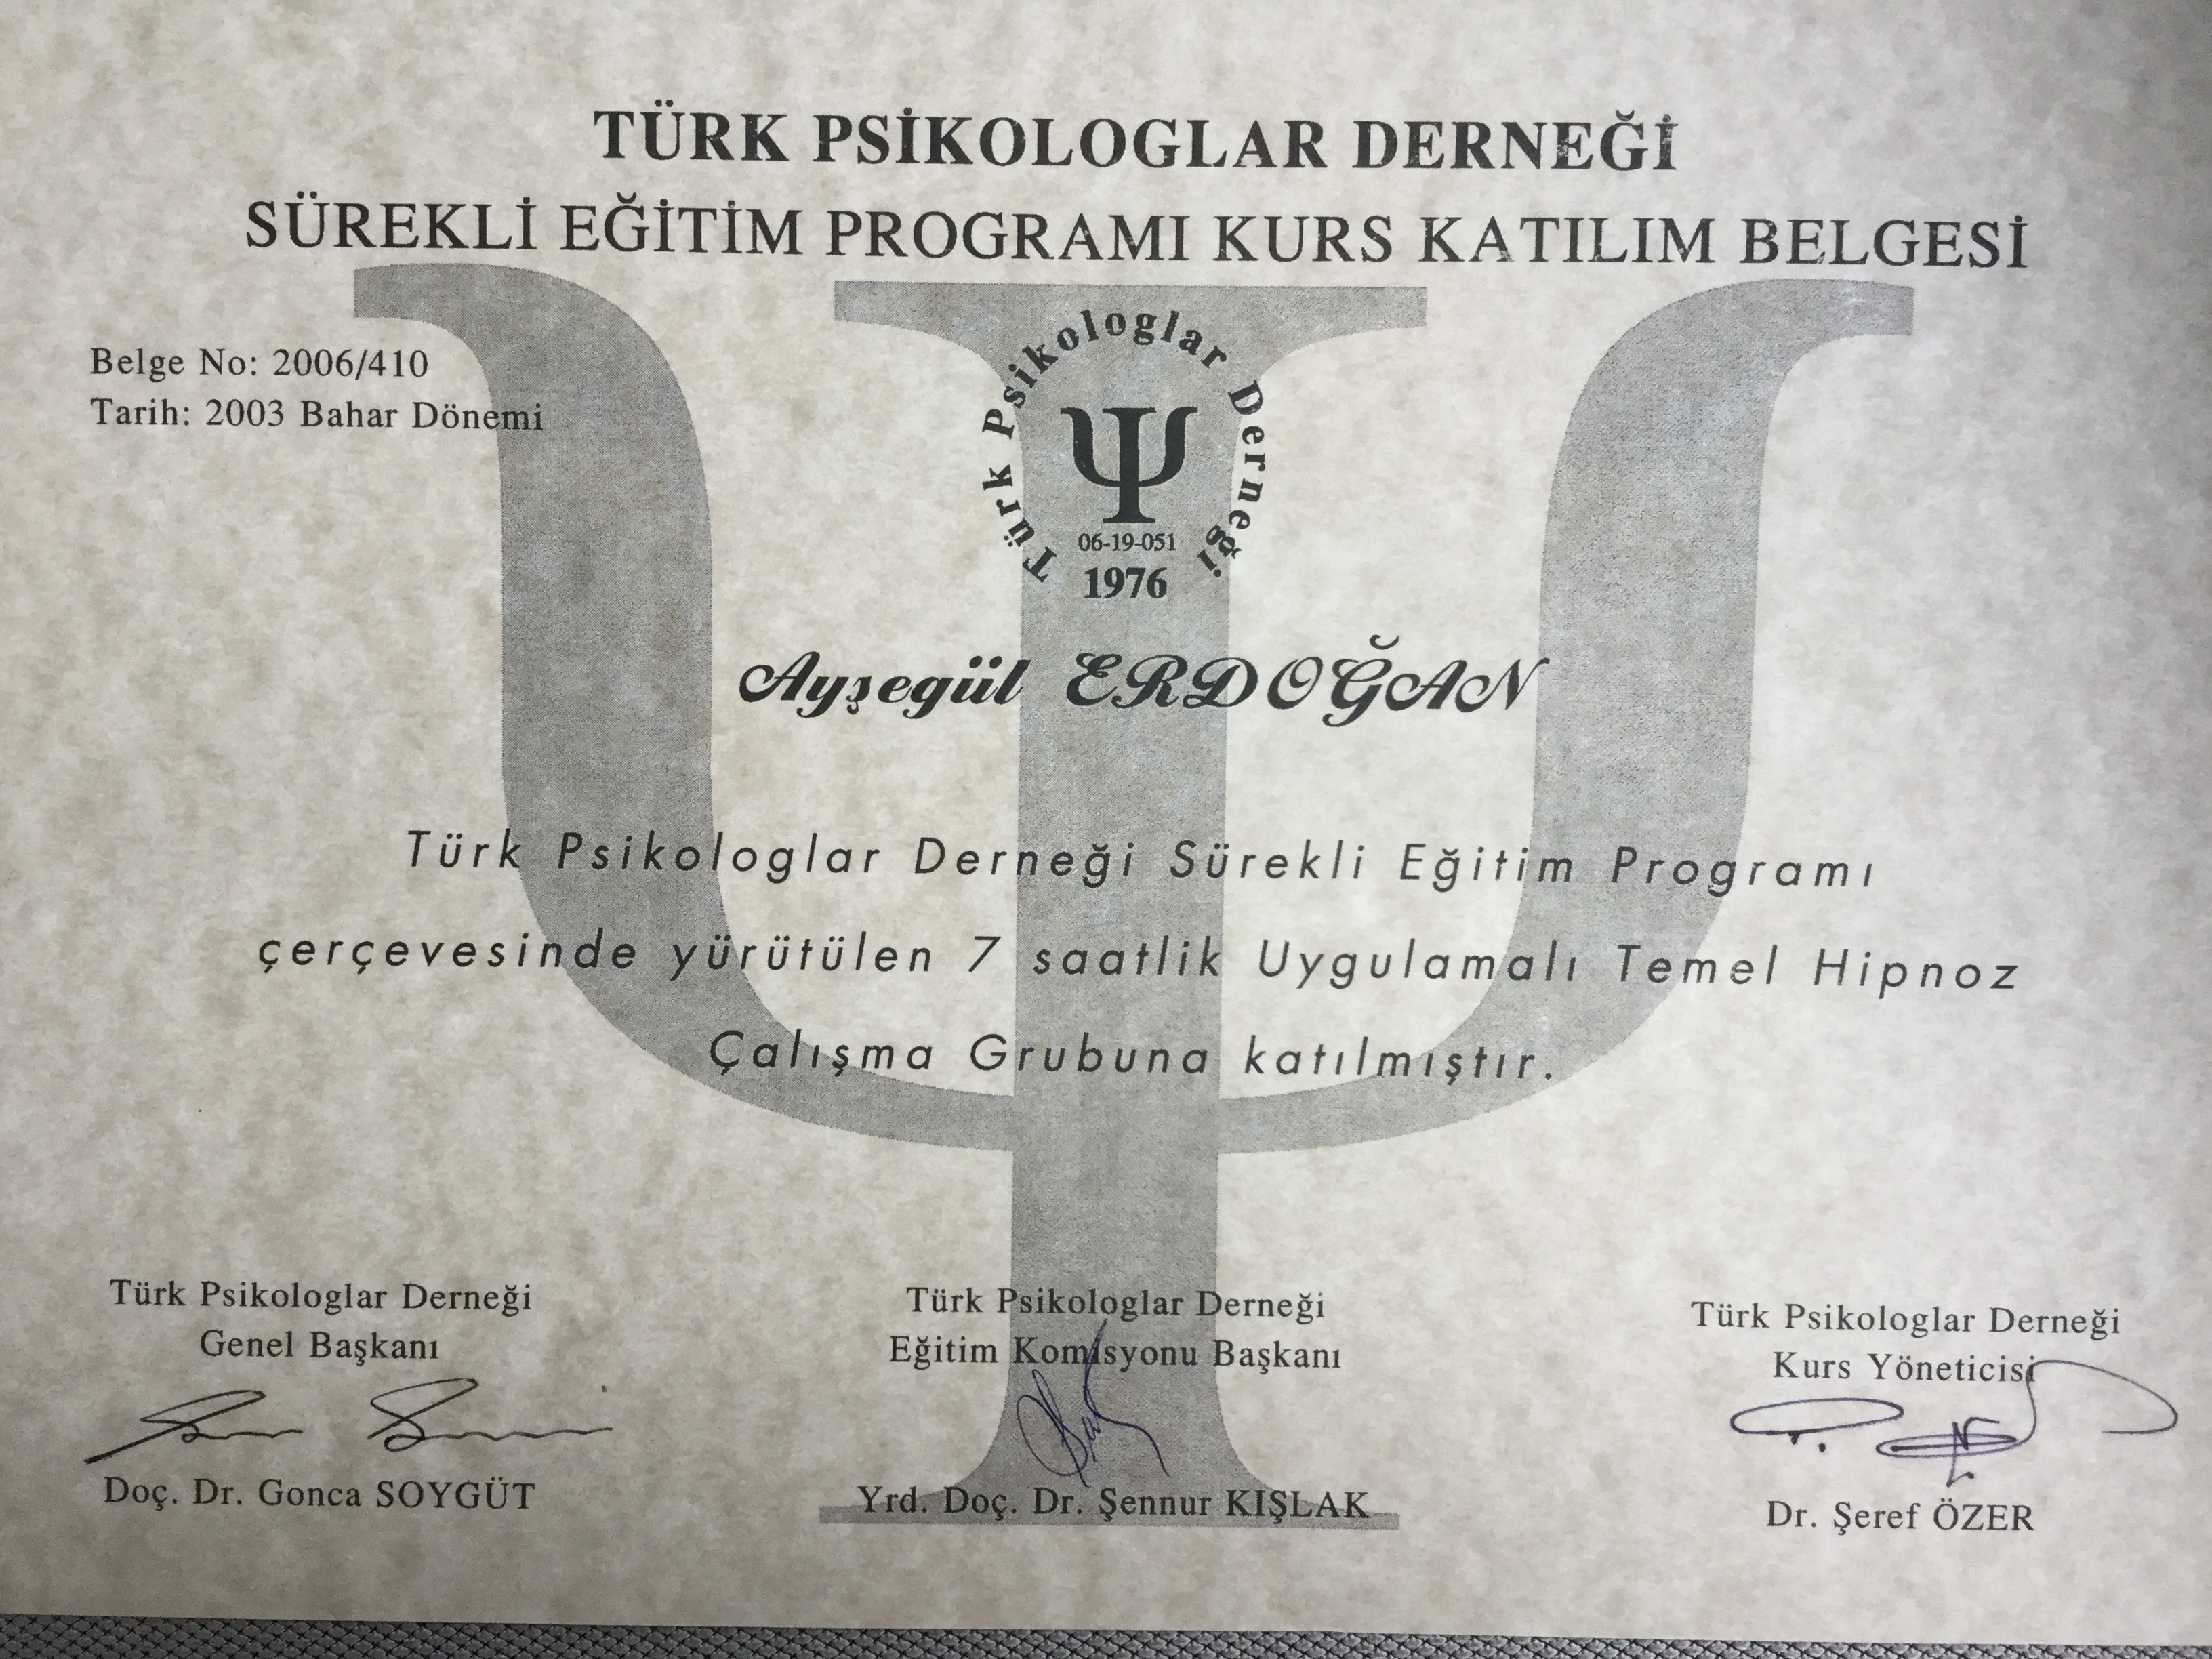 TÜRK PSİKOLOGLAR DERNEĞİ
SÜREKLİ EĞİTİM PROGRAMI KURS KATILIM BELGESİ
Belge No: 2006/410
Tarih: 2003 Bahar Dönemi
Türk Psikologlar Derneği
Ψ
06-19-051
1976
Ayşegül ERDOĞAN
Türk Psikologlar Derneği Sürekli Eğitim Programı
çerçevesinde yürütülen 7 saatlik Uygulamalı Temel Hipnoz
Çalışma Grubuna katılmıştır.
Türk Psikologlar Derneği
Genel Başkanı
Doç. Dr. Gonca SOYGÜT
Türk Psikologlar Derneği
Eğitim Komisyonu Başkanı
Yrd. Doç. Dr. Şennur KIŞLAK
Türk Psikologlar Derneği
Kurs Yöneticisi
Dr. Şeref ÖZER